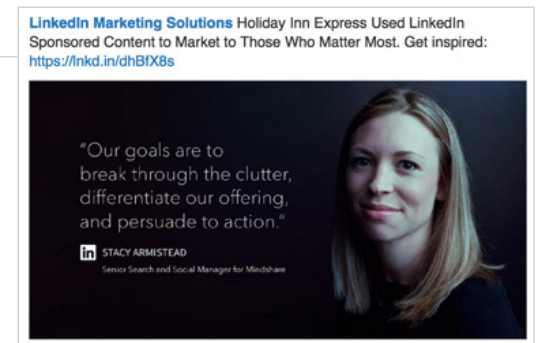 LinkedIn Marketing Solutions Holiday Inn Express Used LinkedIn
Sponsored Content to Market to Those Who Matter Most. Get inspired:
https://lnkd.in/dhBfX8s
"Our goals are to
break through the clutter,
differentiate our offering,
and persuade to action."
in STACY ARMISTEAD
Senior Search and Social Manager for Mindshare